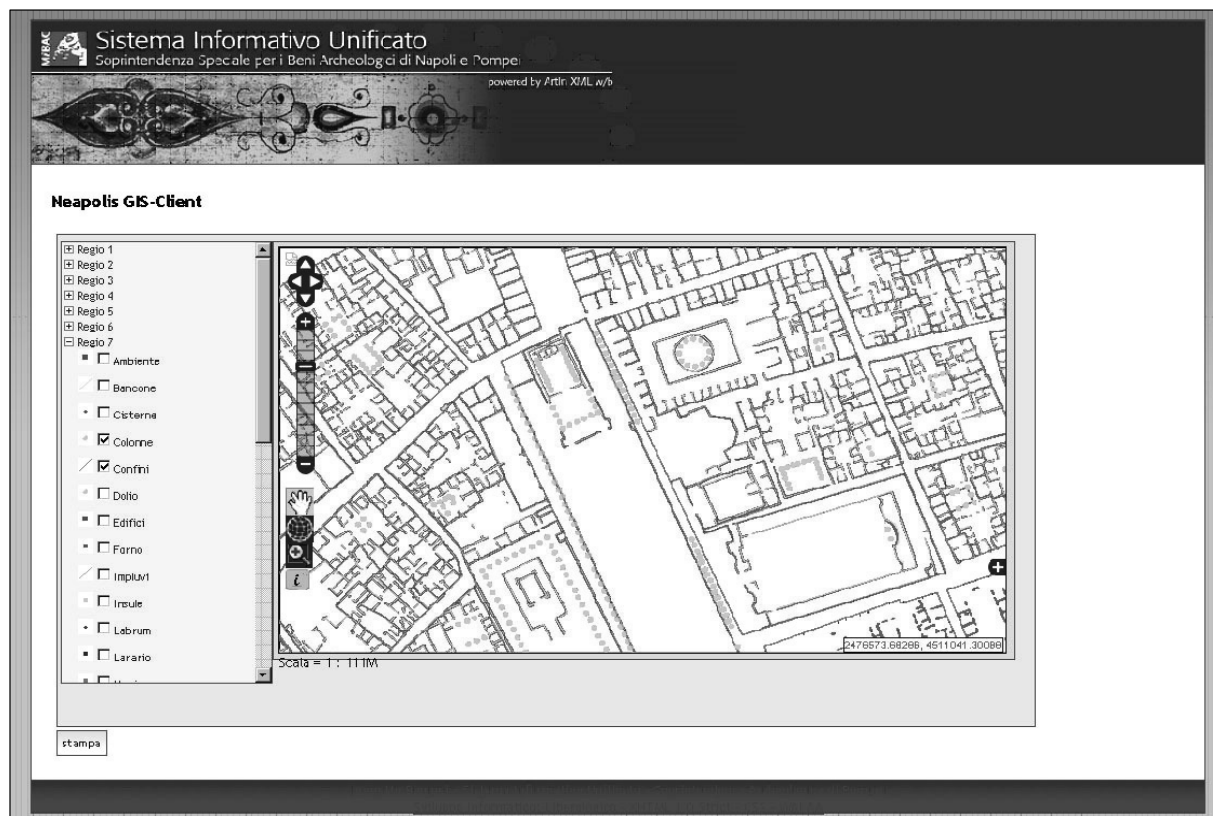 MiBAC
Sistema Informativo Unificato
Soprintendenza Speciale per i Beni Archeologici di Napoli e Pompei
powered by
XML
Neapolis GIS-Client
Regio 1
Regio 2
Regio 3
Regio 4
Regio 5
Regio 6
Regio 7
Ambiente
Bancone
Cisterne
Colonne
Confini
Dolio
Edifici
Forno
Impluvi
Insule
Labrum
Larario
i
2476573.68288, 4511041.30088
Scala = 1 :
stampa